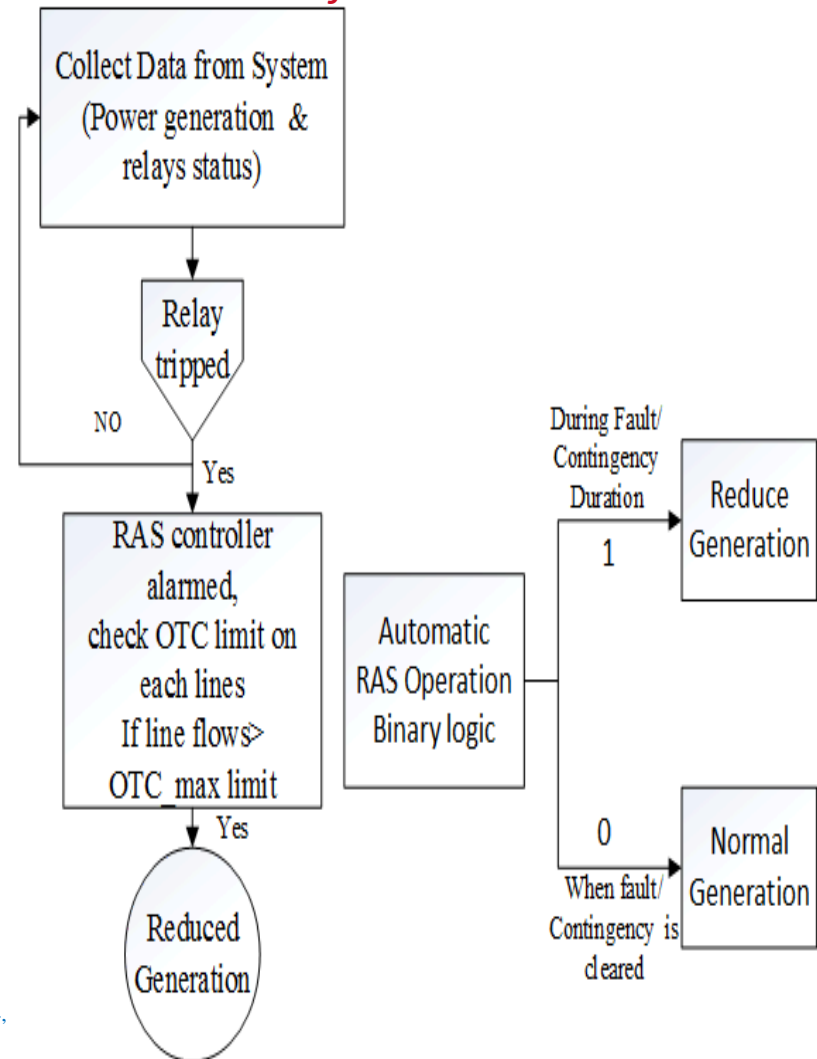 Collect Data from System
(Power generation &
relays status)
Relay
tripped
NO
Yes
RAS controller
alarmed,
check OTC limit on
each lines
If line flows>
OTC_max limit
Yes
Reduced
Generation
Automatic
RAS Operation
Binary logic
During Fault/
Contingency
Duration
1
Reduce
Generation
0
When fault/
Contingency is
cleared
Normal
Generation